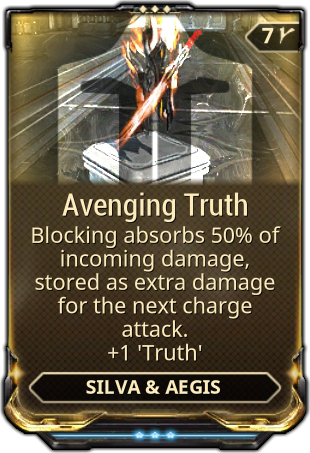 7
Avenging Truth
Blocking absorbs 50% of
incoming damage,
stored as extra damage
for the next charge
attack.
+1 'Truth'
SILVA & AEGIS